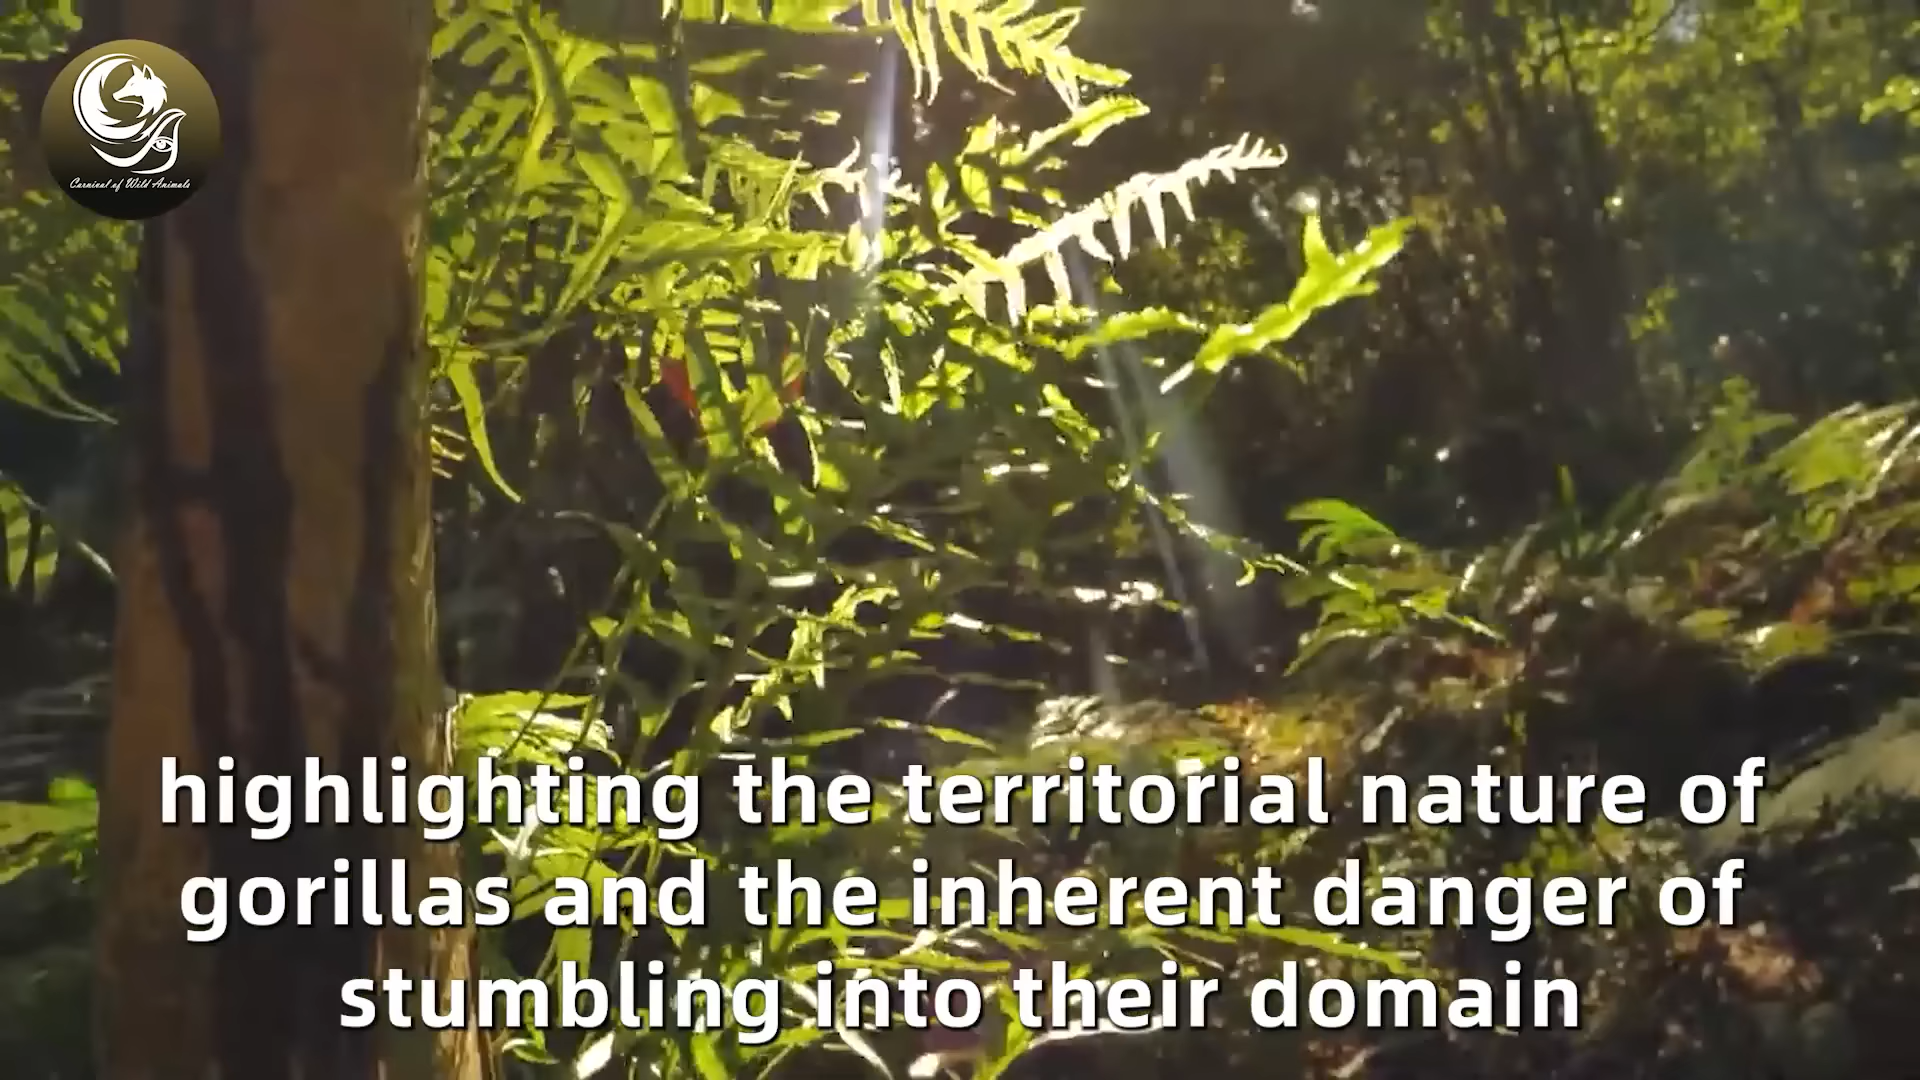 Carnival of Wild Animals
highlighting the territorial nature of
gorillas and the inherent danger of
stumbling into their domain